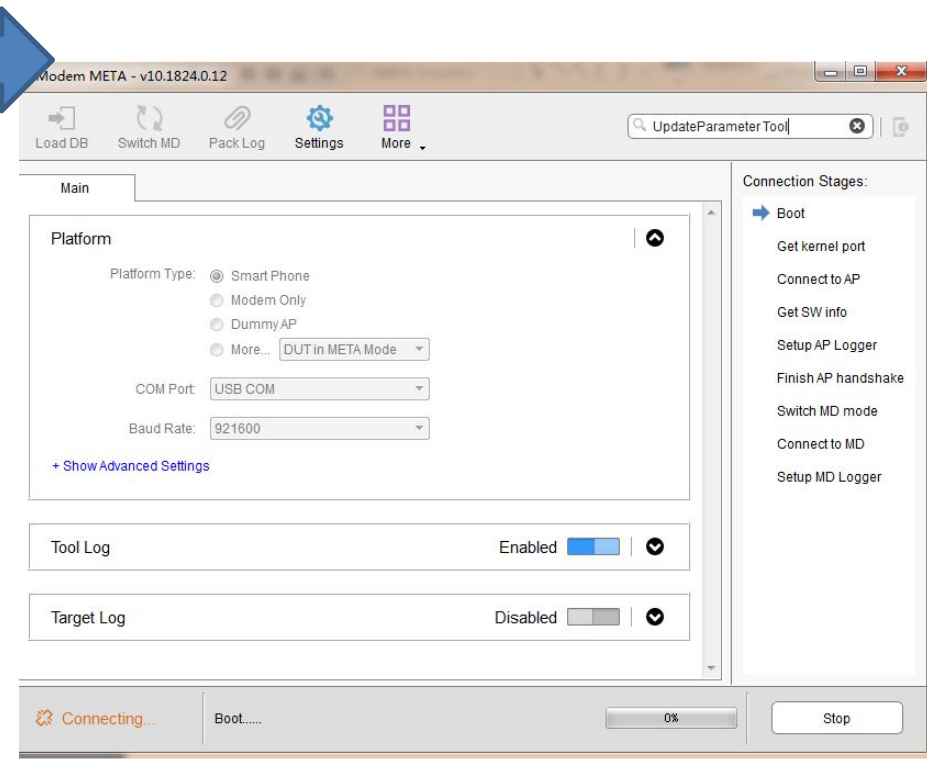 Modem META - v10.1824.0.12
Load DB
Switch MD
Pack Log
Settings
More
UpdateParameterTool
Main
Platform
Platform Type:
Smart Phone
Modem Only
Dummy AP
More... DUT in META Mode
COM Port: USB COM
Baud Rate: 921600
+ Show Advanced Settings
Tool Log Enabled
Target Log Disabled
Connection Stages:
Boot
Get kernel port
Connect to AP
Get SW info
Setup AP Logger
Finish AP handshake
Switch MD mode
Connect to MD
Setup MD Logger
Connecting...
Boot......
0%
Stop